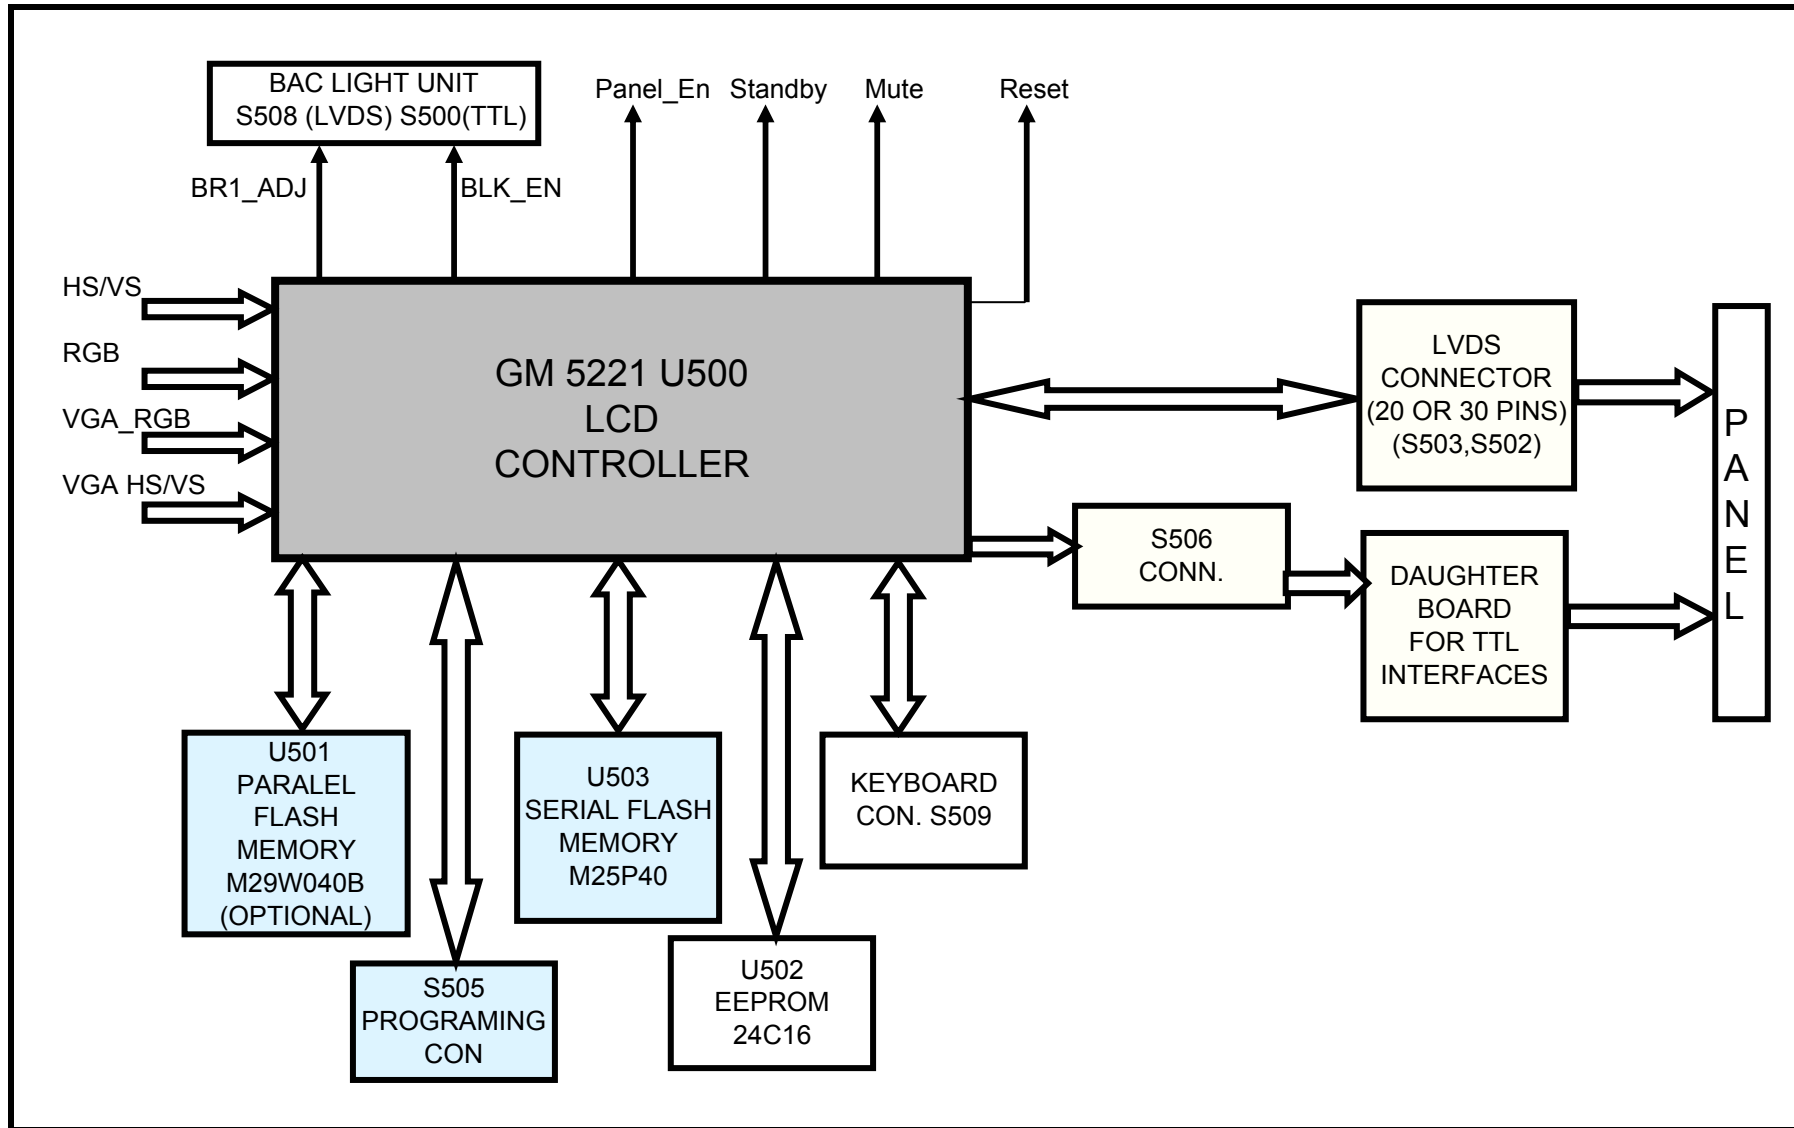 BAC LIGHT UNIT
S508 (LVDS) S500(TTL)
Panel_En
Standby
Mute
Reset
BR1_ADJ
BLK_EN
HS/VS
RGB
VGA_RGB
VGA HS/VS
GM 5221 U500
LCD
CONTROLLER
LVDS
CONNECTOR
(20 OR 30 PINS)
(S503,S502)
P
A
N
E
L
S506
CONN.
DAUGHTER
BOARD
FOR TTL
INTERFACES
U501
PARALEL
FLASH
MEMORY
M29W040B
(OPTIONAL)
U503
SERIAL FLASH
MEMORY
M25P40
KEYBOARD
CON. S509
S505
PROGRAMING
CON
U502
EEPROM
24C16